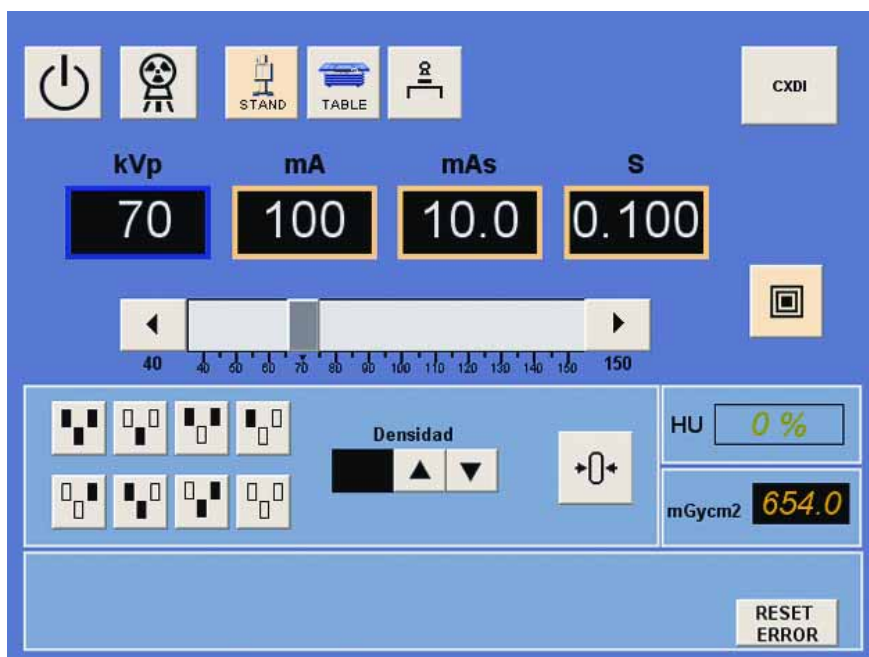 STAND
TABLE
CXDI
kVp mA mAs S
70 100 10.0 0.100
40 40 50 60 70 80 90 100 110 120 130 140 150 150
Densidad
HU 0 %
mGycm2 654.0
RESET
ERROR